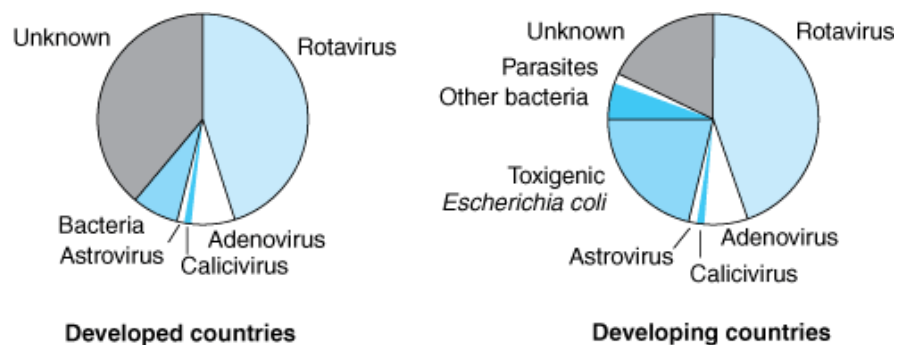 Unknown
Rotavirus
Bacteria
Astrovirus
Adenovirus
Calicivirus
Developed countries
Unknown
Rotavirus
Parasites
Other bacteria
Toxigenic
Escherichia coli
Astrovirus
Adenovirus
Calicivirus
Developing countries